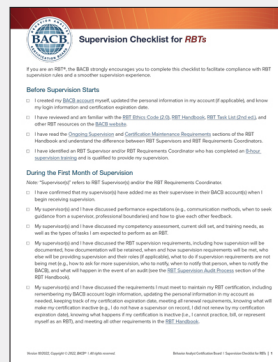 BACB
Supervision Checklist for RBTs
If you are an RBT®, the BACB strongly encourages you to complete this checklist to facilitate compliance with RBT
supervision rules and a smoother supervision experience.
Before Supervision Starts
I created my BACB account myself, updated the personal information in my account (if applicable), and know
my login information and certification expiration date.
I have reviewed and am familiar with the RBT Ethics Code (2.0), RBT Handbook, RBT Task List (2nd ed.), and
other RBT resources on the BACB website.
I have read the Ongoing Supervision and Certification Maintenance Requirements sections of the RBT
Handbook and understand the difference between RBT Supervisors and RBT Requirements Coordinators.
I have identified an RBT Supervisor and/or RBT Requirements Coordinator who has completed an 8-hour
supervision training and is qualified to provide my supervision.
During the First Month of Supervision
Note: "Supervisor(s)" refers to RBT Supervisor(s) and/or the RBT Requirements Coordinator.
I have confirmed that my supervisor(s) have added me as their supervisee in their BACB account(s) when I
begin receiving supervision.
My supervisor(s) and I have discussed performance expectations (e.g., communication methods, when to seek
guidance from a supervisor, professional boundaries) and how to give each other feedback.
My supervisor(s) and I have discussed my competency assessment, current skill set, and training needs, as
well as the types of tasks I am expected to perform as an RBT.
My supervisor(s) and I have discussed the RBT supervision requirements, including how supervision will be
documented, how documentation will be retained, when and how supervision requirements will be met, who
will be providing supervision and their roles (if applicable), what to do if supervision requirements are not
being met (e.g., how to ask for more supervision, who to notify, when to notify that person, when to notify the
BACB), and what will happen in the event of an audit (see the RBT Supervision Audit Process section of the
RBT Handbook).
My supervisor(s) and I have discussed the requirements I must meet to maintain my RBT certification, including
remembering my BACB account login information, updating the personal information in my account as
needed, keeping track of my certification expiration date, meeting all renewal requirements, knowing what will
make my certification inactive (e.g., I do not have a supervisor on record, I did not renew by my certification
expiration date), knowing what happens if my certification is inactive (i.e., I cannot practice, bill, or represent
myself as an RBT), and meeting all other requirements in the RBT Handbook.